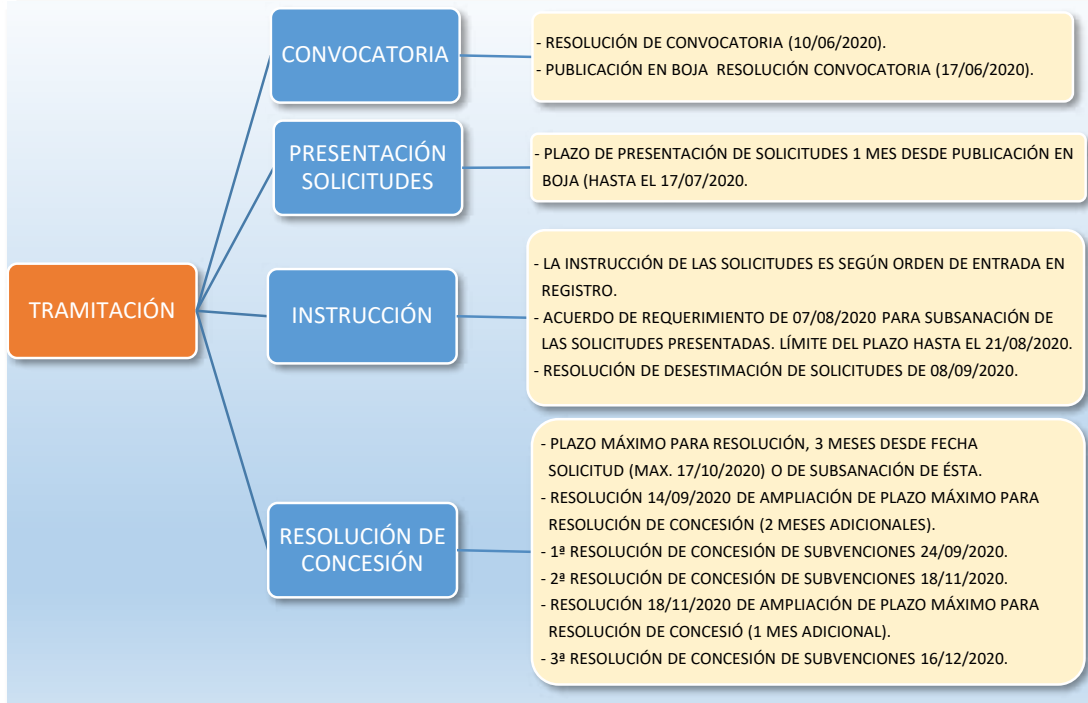 TRAMITACIÓN
CONVOCATORIA
- RESOLUCIÓN DE CONVOCATORIA (10/06/2020).
- PUBLICACIÓN EN BOJA RESOLUCIÓN CONVOCATORIA (17/06/2020).
PRESENTACIÓN
SOLICITUDES
- PLAZO DE PRESENTACIÓN DE SOLICITUDES 1 MES DESDE PUBLICACIÓN EN
BOJA (HASTA EL 17/07/2020.
INSTRUCCIÓN
- LA INSTRUCCIÓN DE LAS SOLICITUDES ES SEGÚN ORDEN DE ENTRADA EN
REGISTRO.
- ACUERDO DE REQUERIMIENTO DE 07/08/2020 PARA SUBSANACIÓN DE
LAS SOLICITUDES PRESENTADAS. LÍMITE DEL PLAZO HASTA EL 21/08/2020.
- RESOLUCIÓN DE DESESTIMACIÓN DE SOLICITUDES DE 08/09/2020.
RESOLUCIÓN DE
CONCESIÓN
- PLAZO MÁXIMO PARA RESOLUCIÓN, 3 MESES DESDE FECHA
SOLICITUD (MAX. 17/10/2020) O DE SUBSANACIÓN DE ÉSTA.
- RESOLUCIÓN 14/09/2020 DE AMPLIACIÓN DE PLAZO MÁXIMO PARA
RESOLUCIÓN DE CONCESIÓN (2 MESES ADICIONALES).
- 1ª RESOLUCIÓN DE CONCESIÓN DE SUBVENCIONES 24/09/2020.
- 2ª RESOLUCIÓN DE CONCESIÓN DE SUBVENCIONES 18/11/2020.
- RESOLUCIÓN 18/11/2020 DE AMPLIACIÓN DE PLAZO MÁXIMO PARA
RESOLUCIÓN DE CONCESIÓ (1 MES ADICIONAL).
- 3ª RESOLUCIÓN DE CONCESIÓN DE SUBVENCIONES 16/12/2020.